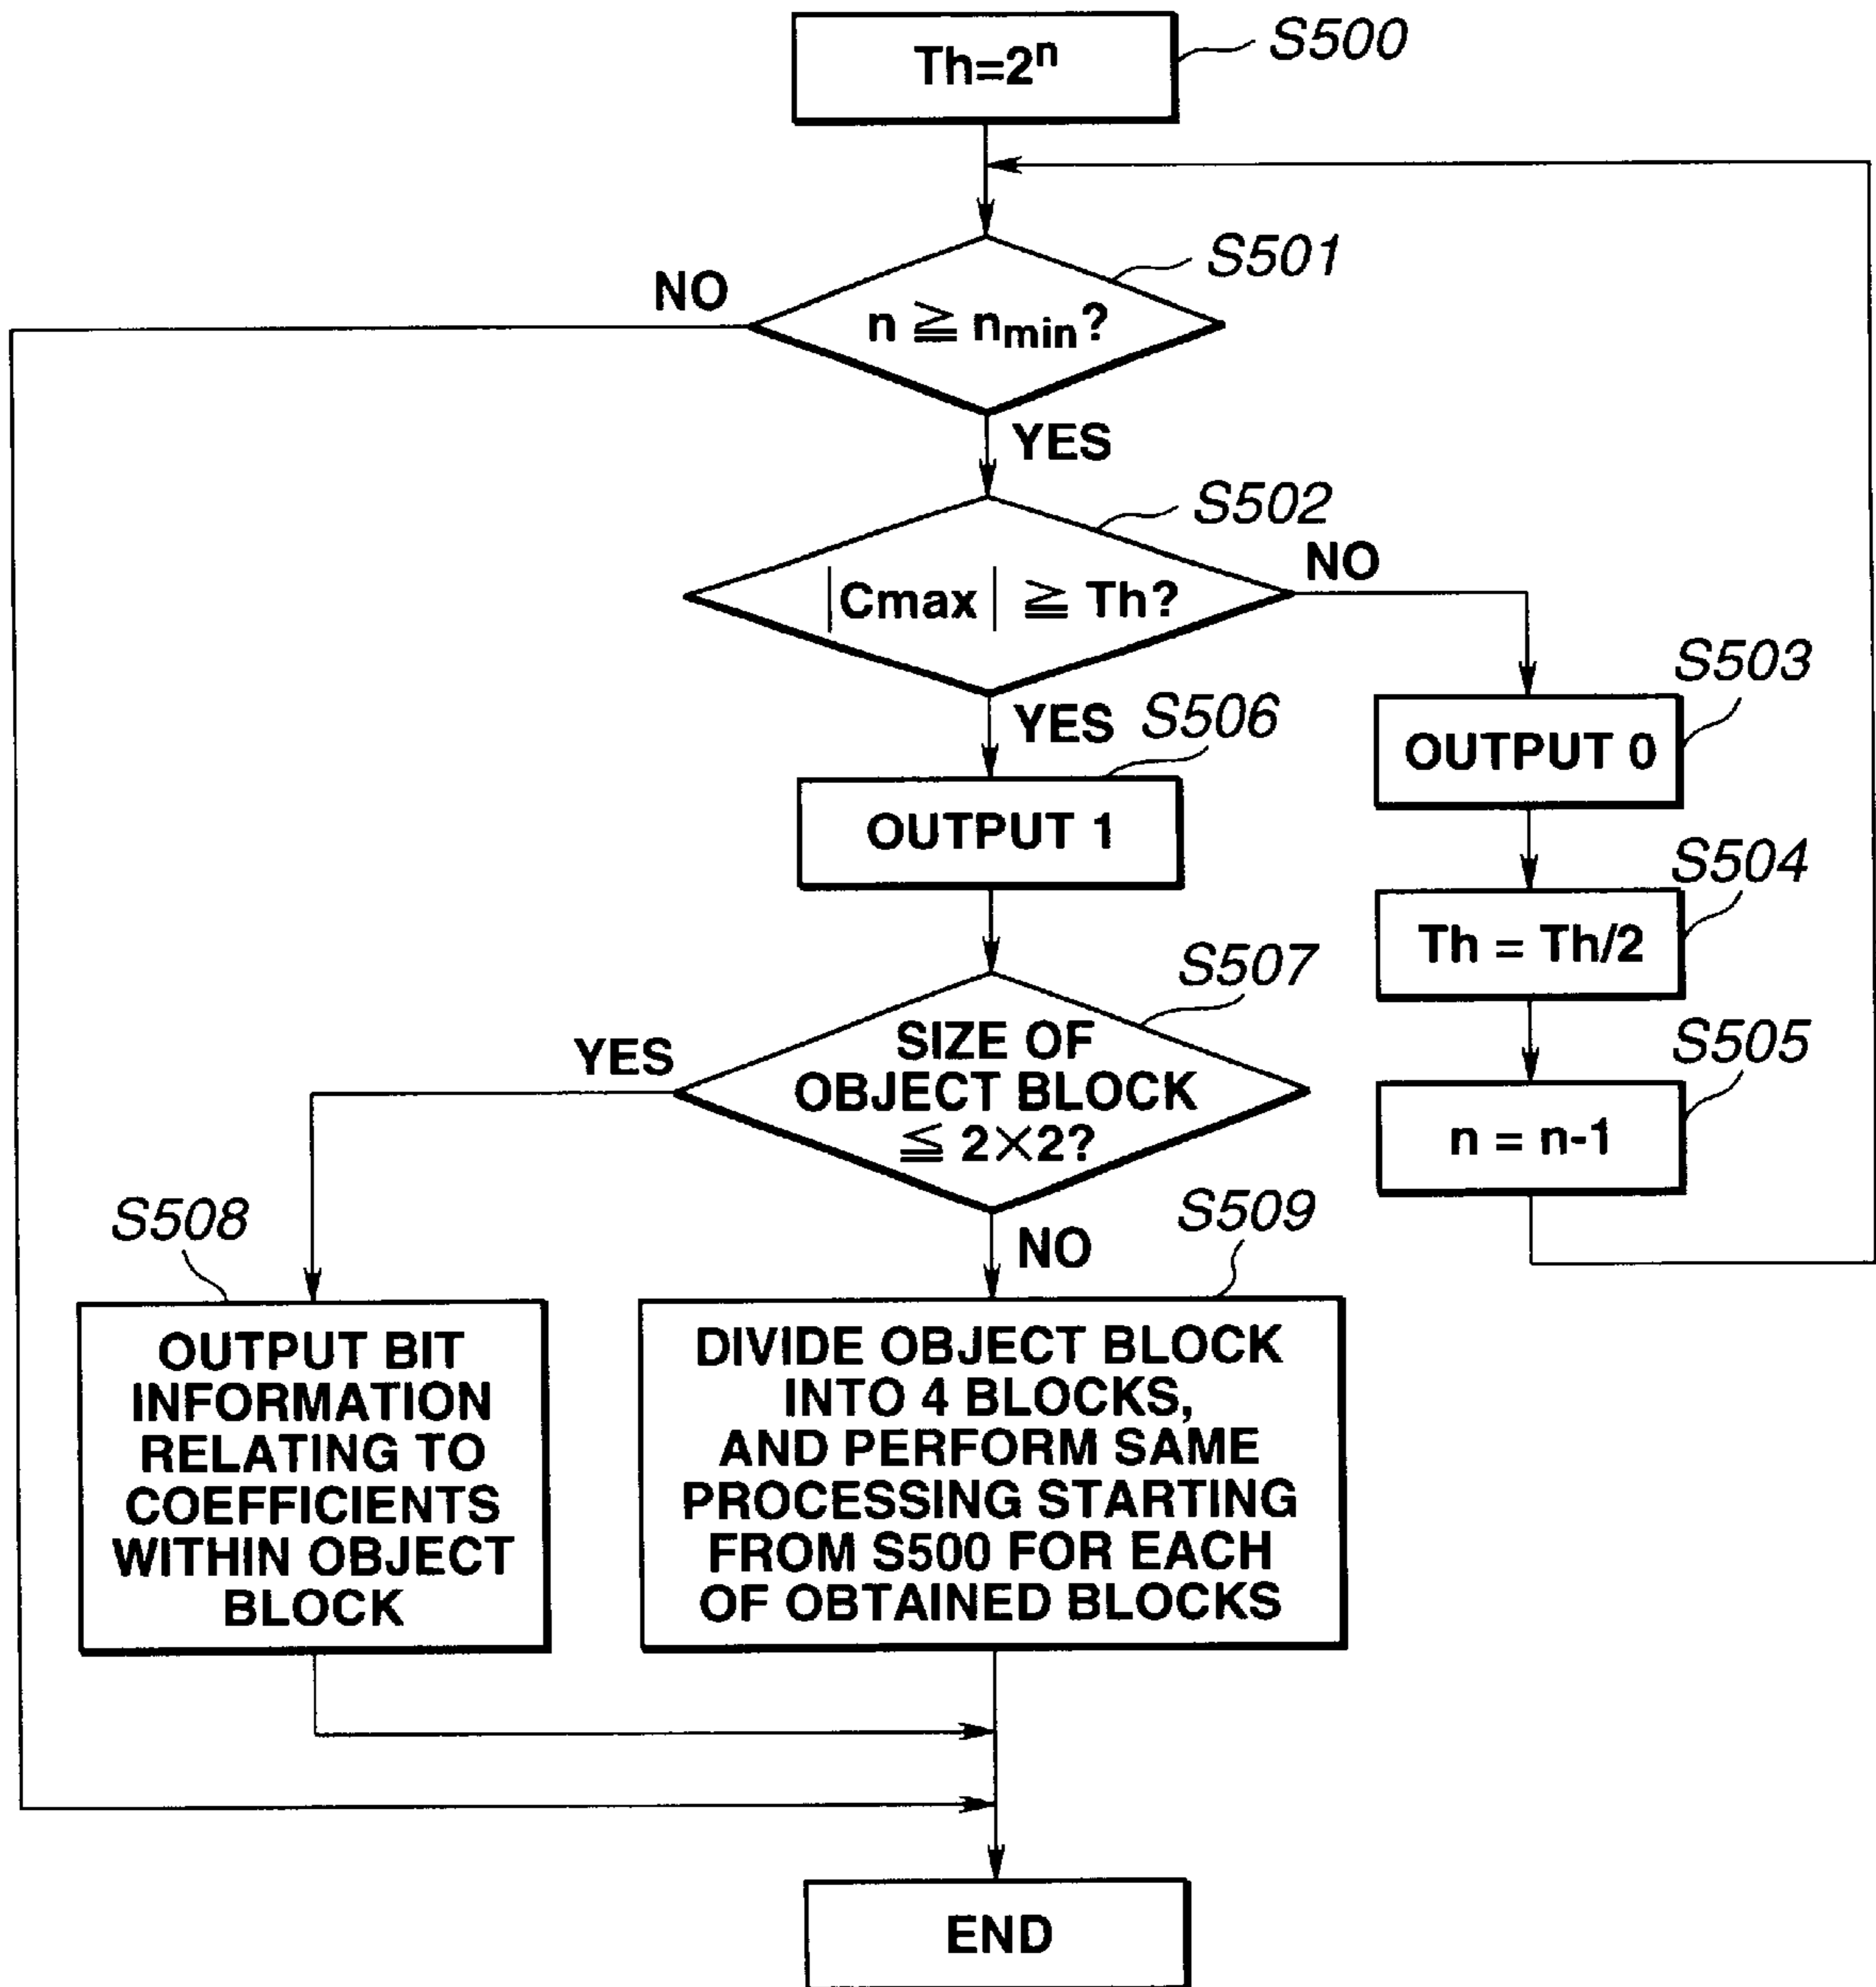 Th=2ⁿ
S500
S501
NO
n ≧ nmin?
YES
S502
|Cmax| ≧ Th?
NO
S503
OUTPUT 0
YES
S506
OUTPUT 1
S504
Th = Th/2
S505
n = n-1
S507
SIZE OF
OBJECT BLOCK
≦ 2×2?
YES
NO
S508
OUTPUT BIT
INFORMATION
RELATING TO
COEFFICIENTS
WITHIN OBJECT
BLOCK
S509
DIVIDE OBJECT BLOCK
INTO 4 BLOCKS,
AND PERFORM SAME
PROCESSING STARTING
FROM S500 FOR EACH
OF OBTAINED BLOCKS
END